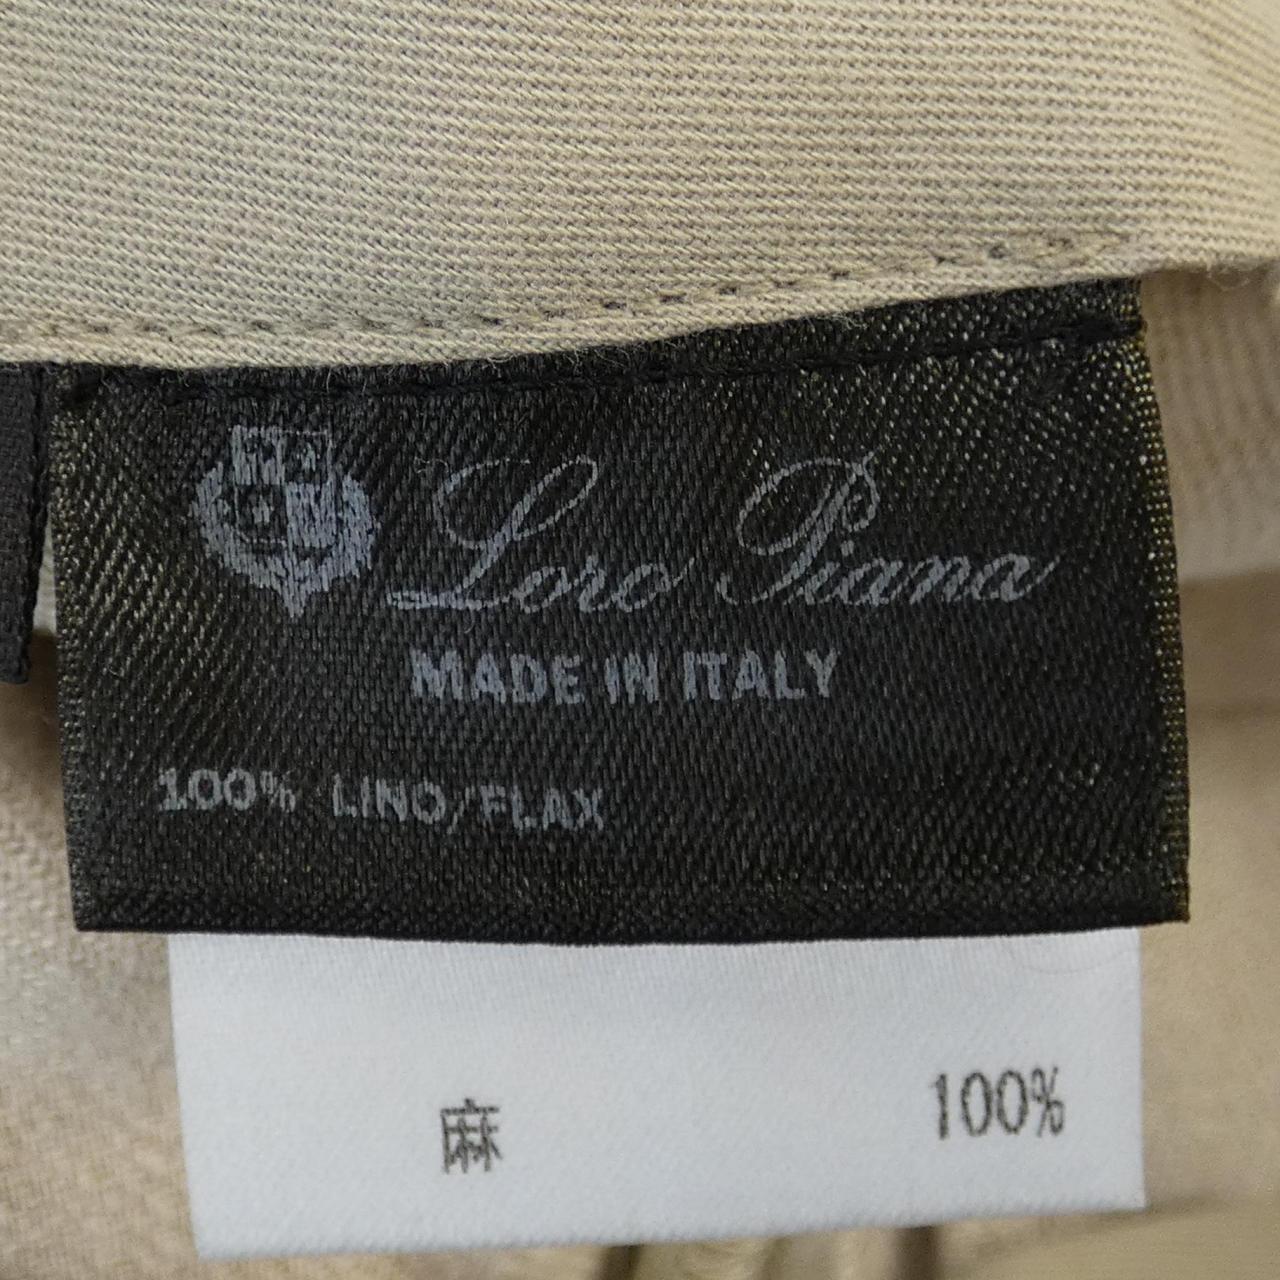 Loro Piana
MADE IN ITALY
100% LINO/FLAX
麻 100%